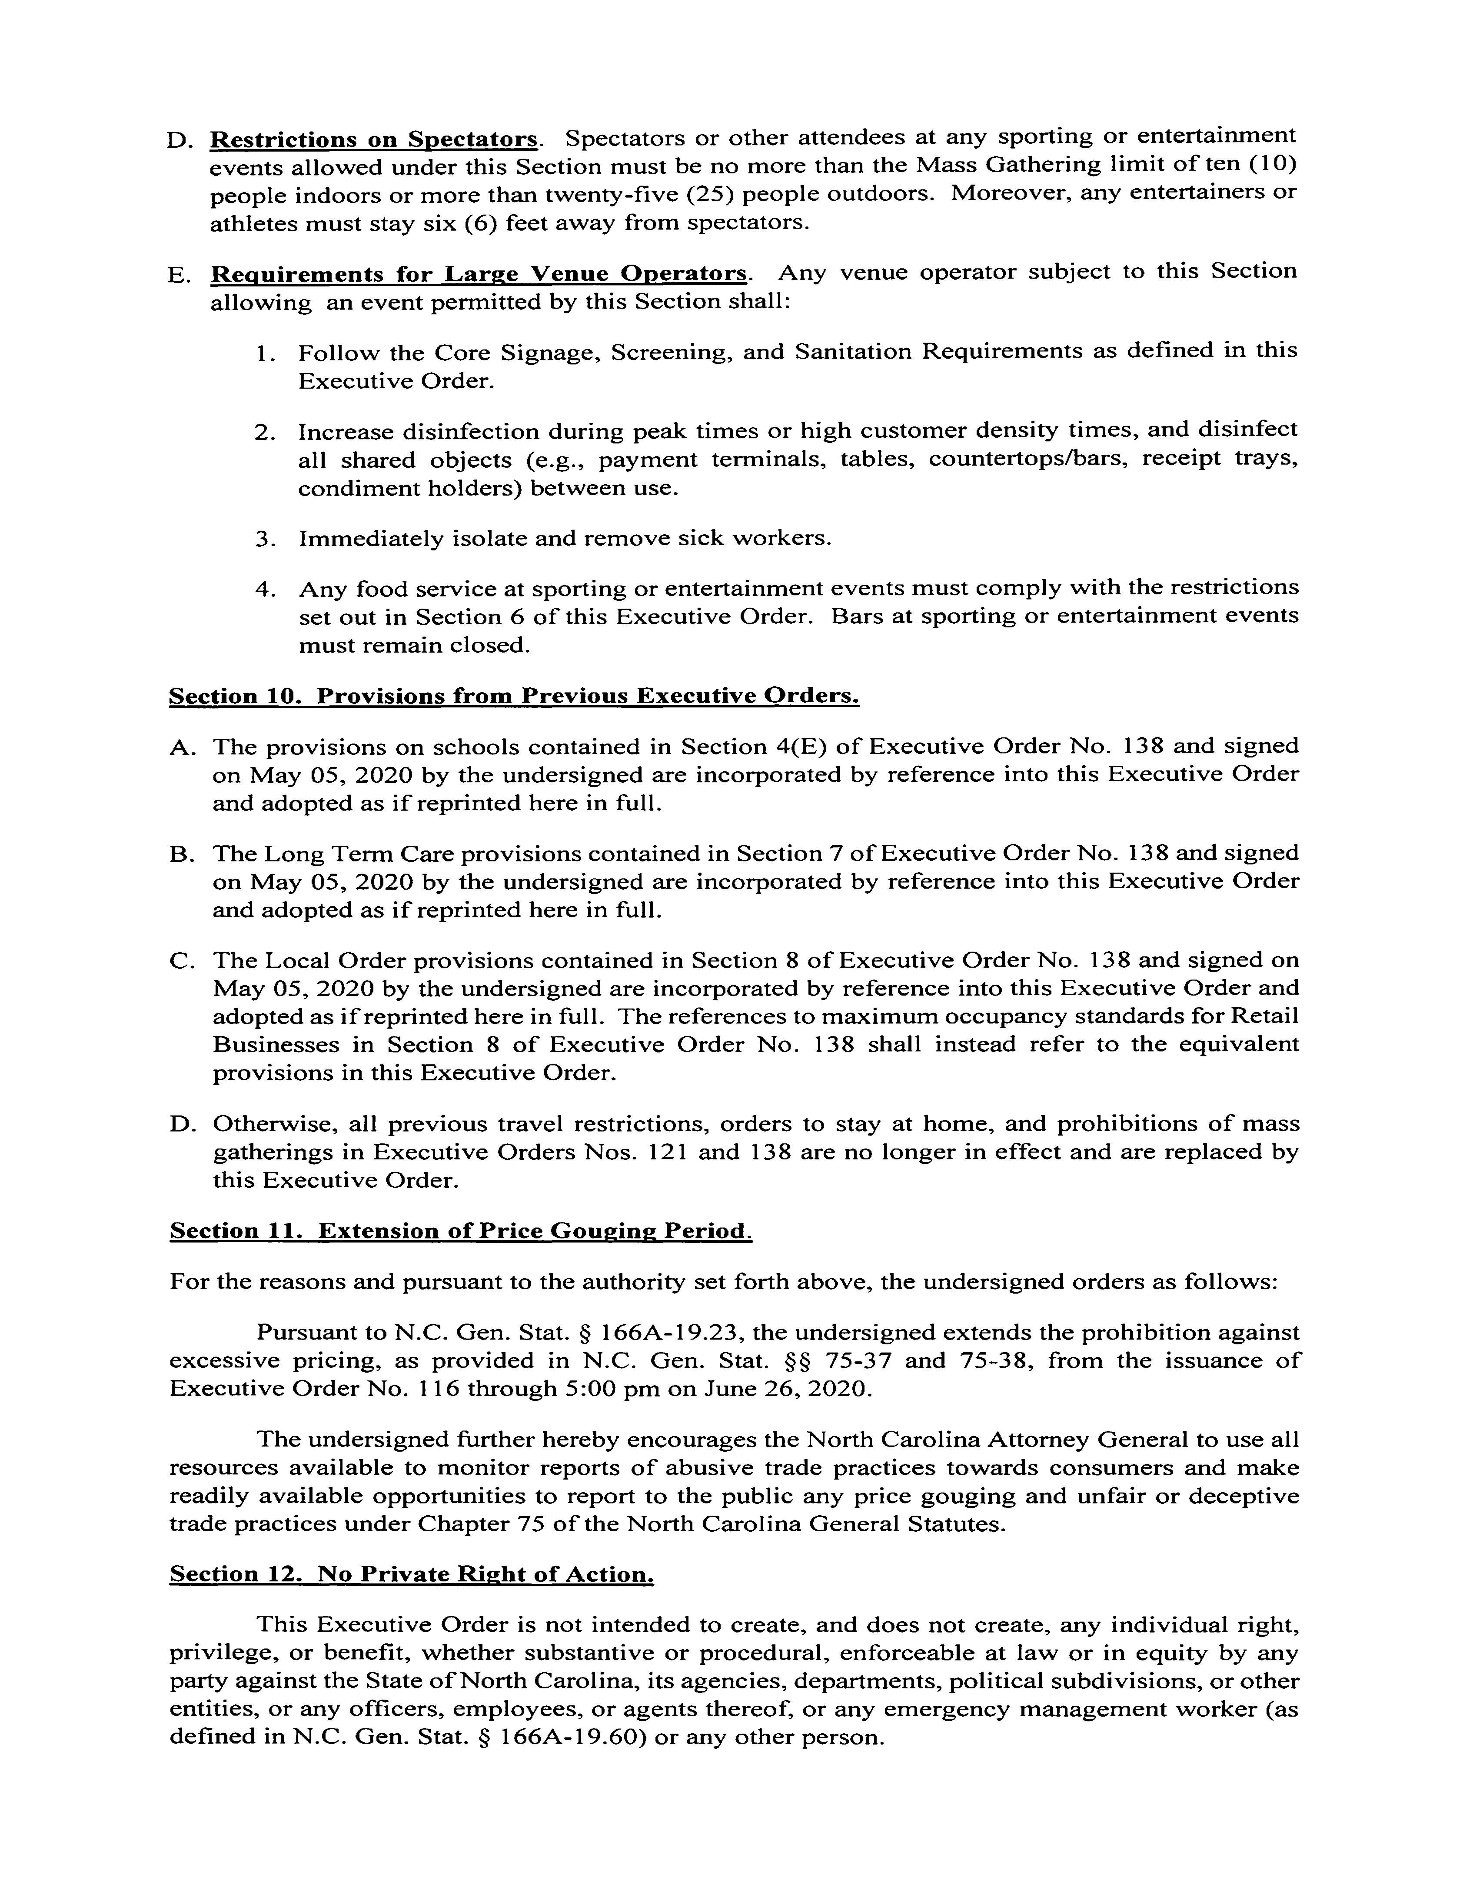 D. Restrictions on Spectators. Spectators or other attendees at any sporting or entertainment
events allowed under this Section must be no more than the Mass Gathering limit of ten (10)
people indoors or more than twenty-five (25) people outdoors. Moreover, any entertainers or
athletes must stay six (6) feet away from spectators.
E. Requirements for Large Venue Operators. Any venue operator subject to this Section
allowing an event permitted by this Section shall:
1. Follow the Core Signage, Screening, and Sanitation Requirements as defined in this
Executive Order.
2. Increase disinfection during peak times or high customer density times, and disinfect
all shared objects (e.g., payment terminals, tables, countertops/bars, receipt trays,
condiment holders) between use.
3. Immediately isolate and remove sick workers.
4. Any food service at sporting or entertainment events must comply with the restrictions
set out in Section 6 of this Executive Order. Bars at sporting or entertainment events
must remain closed.
Section 10. Provisions from Previous Executive Orders.
A. The provisions on schools contained in Section 4(E) of Executive Order No. 138 and signed
on May 05, 2020 by the undersigned are incorporated by reference into this Executive Order
and adopted as if reprinted here in full.
B. The Long Term Care provisions contained in Section 7 of Executive Order No. 138 and signed
on May 05, 2020 by the undersigned are incorporated by reference into this Executive Order
and adopted as if reprinted here in full.
C. The Local Order provisions contained in Section 8 of Executive Order No. 138 and signed on
May 05, 2020 by the undersigned are incorporated by reference into this Executive Order and
adopted as if reprinted here in full. The references to maximum occupancy standards for Retail
Businesses in Section 8 of Executive Order No. 138 shall instead refer to the equivalent
provisions in this Executive Order.
D. Otherwise, all previous travel restrictions, orders to stay at home, and prohibitions of mass
gatherings in Executive Orders Nos. 121 and 138 are no longer in effect and are replaced by
this Executive Order.
Section 11. Extension of Price Gouging Period.
For the reasons and pursuant to the authority set forth above, the undersigned orders as follows:
Pursuant to N.C. Gen. Stat. § 166A-19.23, the undersigned extends the prohibition against
excessive pricing, as provided in N.C. Gen. Stat. §§ 75-37 and 75-38, from the issuance of
Executive Order No. 116 through 5:00 pm on June 26, 2020.
The undersigned further hereby encourages the North Carolina Attorney General to use all
resources available to monitor reports of abusive trade practices towards consumers and make
readily available opportunities to report to the public any price gouging and unfair or deceptive
trade practices under Chapter 75 of the North Carolina General Statutes.
Section 12. No Private Right of Action.
This Executive Order is not intended to create, and does not create, any individual right,
privilege, or benefit, whether substantive or procedural, enforceable at law or in equity by any
party against the State of North Carolina, its agencies, departments, political subdivisions, or other
entities, or any officers, employees, or agents thereof, or any emergency management worker (as
defined in N.C. Gen. Stat. § 166A-19.60) or any other person.